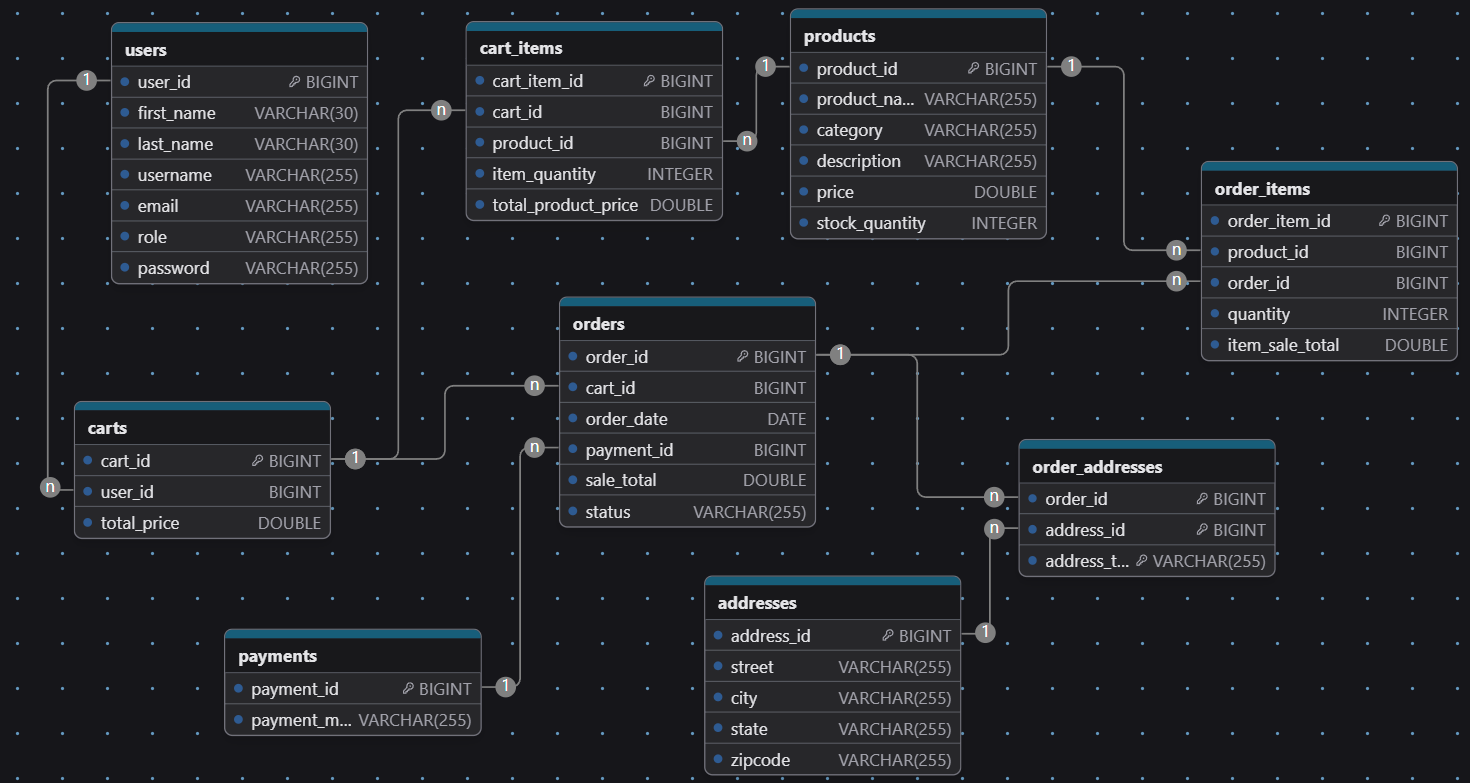 users
user_id BIGINT
first_name VARCHAR(30)
last_name VARCHAR(30)
username VARCHAR(255)
email VARCHAR(255)
role VARCHAR(255)
password VARCHAR(255)
cart_items
cart_item_id BIGINT
cart_id BIGINT
product_id BIGINT
item_quantity INTEGER
total_product_price DOUBLE
products
product_id BIGINT
product_na... VARCHAR(255)
category VARCHAR(255)
description VARCHAR(255)
price DOUBLE
stock_quantity INTEGER
order_items
order_item_id BIGINT
product_id BIGINT
order_id BIGINT
quantity INTEGER
item_sale_total DOUBLE
orders
order_id BIGINT
cart_id BIGINT
order_date DATE
payment_id BIGINT
sale_total DOUBLE
status VARCHAR(255)
carts
cart_id BIGINT
user_id BIGINT
total_price DOUBLE
order_addresses
order_id BIGINT
address_id BIGINT
address_t... VARCHAR(255)
addresses
address_id BIGINT
street VARCHAR(255)
city VARCHAR(255)
state VARCHAR(255)
zipcode VARCHAR(255)
payments
payment_id BIGINT
payment_m... VARCHAR(255)
1
n
n
1
n
1
n
n
1
n
1
n
n
n
1
1